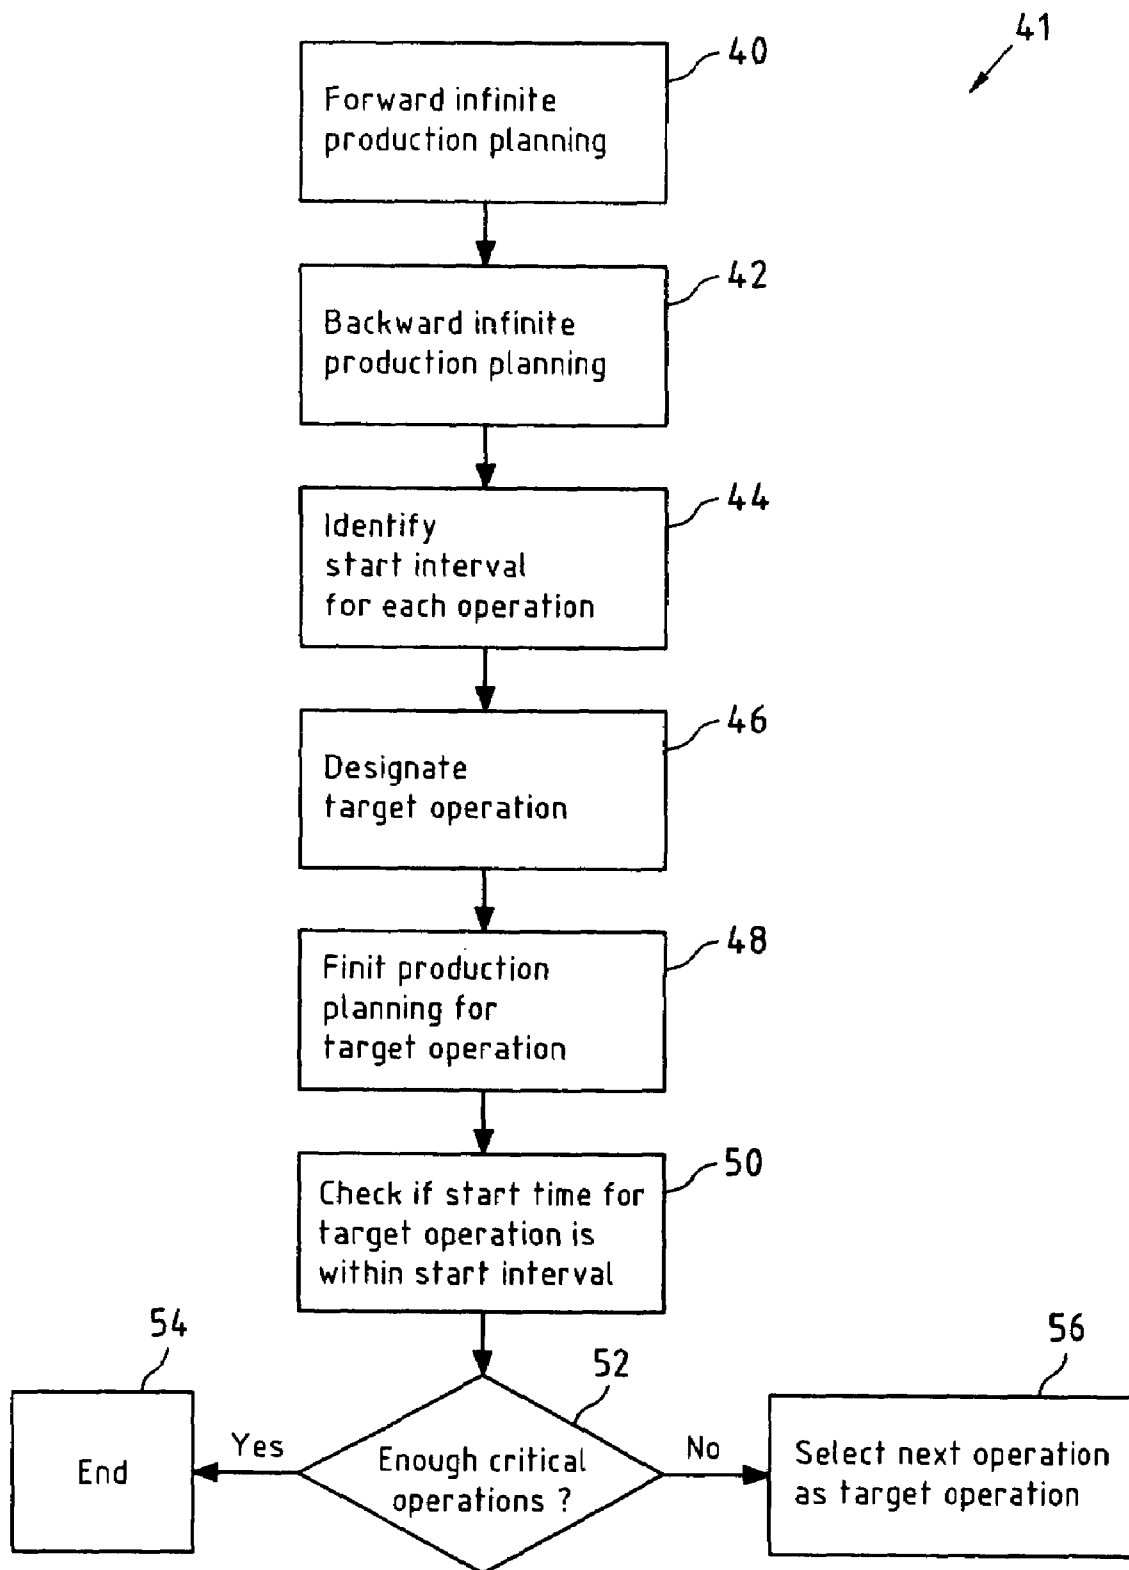 41
40
Forward infinite
production planning
42
Backward infinite
production planning
44
Identify
start interval
for each operation
46
Designate
target operation
48
Finit production
planning for
target operation
50
Check if start time for
target operation is
within start interval
54
End
Yes
52
Enough critical
operations ?
No
56
Select next operation
as target operation